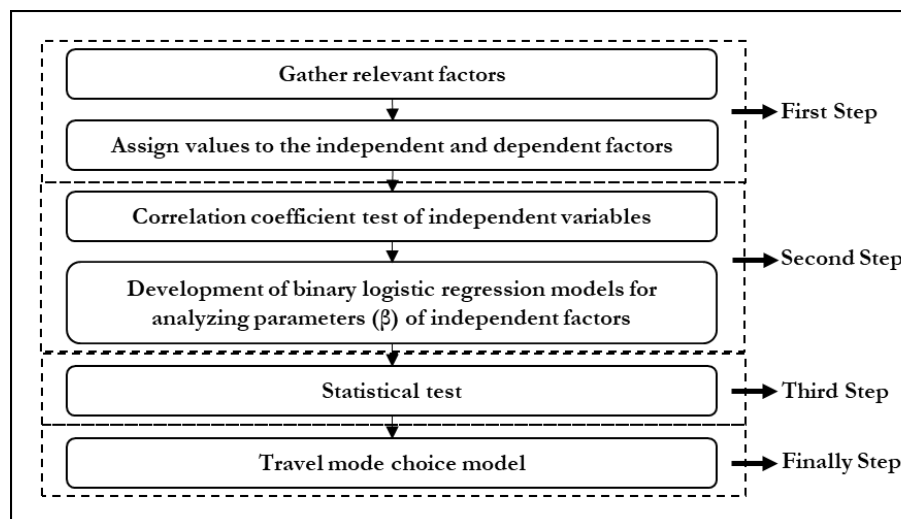 Gather relevant factors
First Step
Assign values to the independent and dependent factors
Correlation coefficient test of independent variables
Second Step
Development of binary logistic regression models for
analyzing parameters (β) of independent factors
Statistical test
Third Step
Travel mode choice model
Finally Step